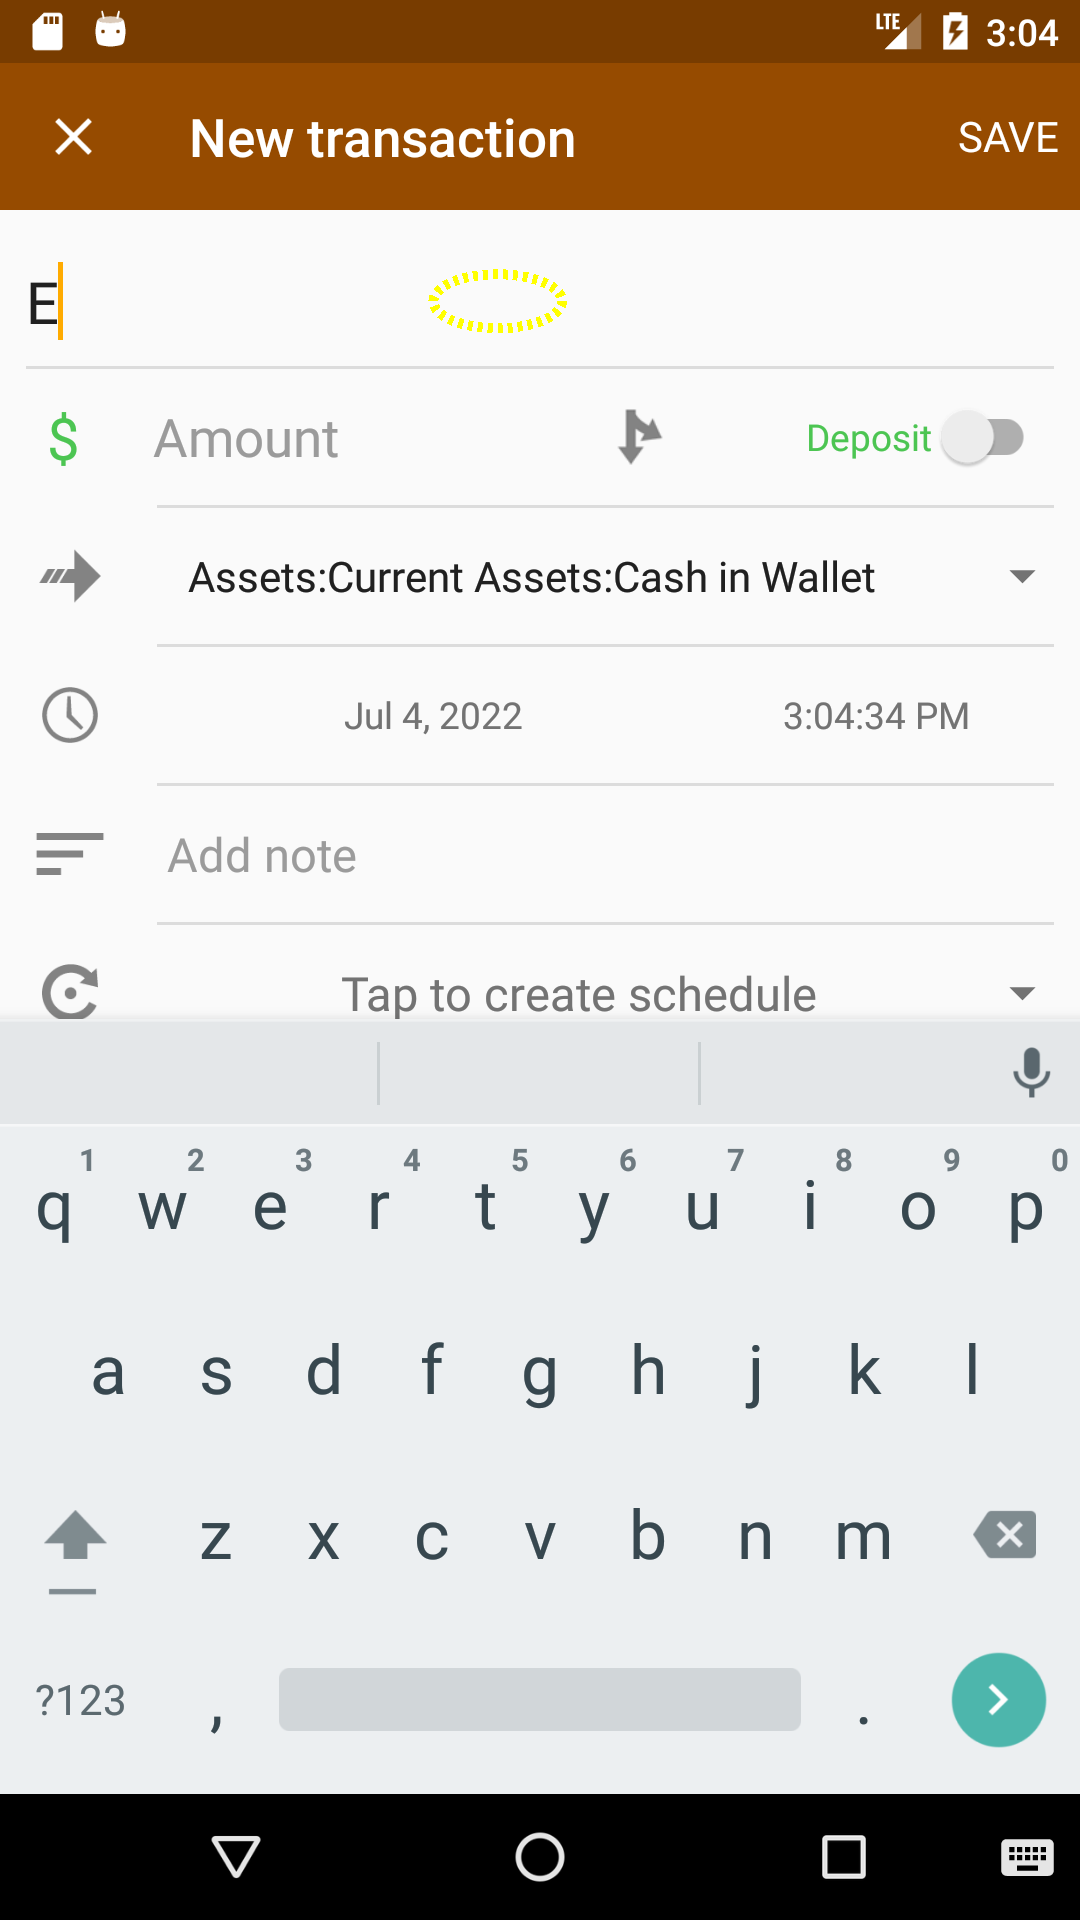 LTE 3:04
New transaction SAVE
E
$ Amount Deposit
Assets:Current Assets:Cash in Wallet
Jul 4, 2022 3:04:34 PM
Add note
Tap to create schedule
1 2 3 4 5 6 7 8 9 0
q w e r t y u i o p
a s d f g h j k l
z x c v b n m
?123 , .